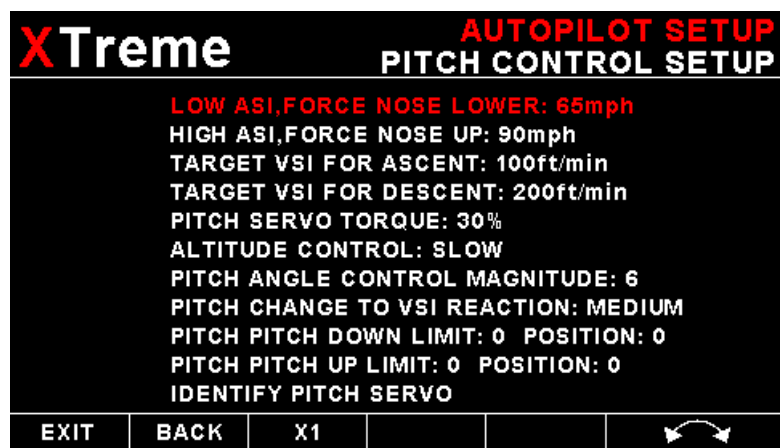 XTreme
AUTOPILOT SETUP
PITCH CONTROL SETUP
LOW ASI,FORCE NOSE LOWER: 65mph
HIGH ASI,FORCE NOSE UP: 90mph
TARGET VSI FOR ASCENT: 100ft/min
TARGET VSI FOR DESCENT: 200ft/min
PITCH SERVO TORQUE: 30%
ALTITUDE CONTROL: SLOW
PITCH ANGLE CONTROL MAGNITUDE: 6
PITCH CHANGE TO VSI REACTION: MEDIUM
PITCH PITCH DOWN LIMIT: 0 POSITION: 0
PITCH PITCH UP LIMIT: 0 POSITION: 0
IDENTIFY PITCH SERVO
EXIT BACK X1